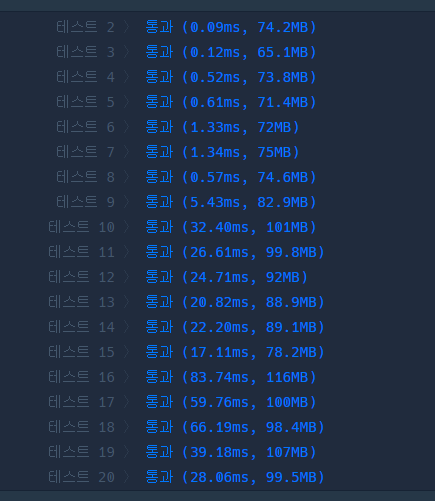 테스트 2 〉 통과 (0.09ms, 74.2MB)
테스트 3 〉 통과 (0.12ms, 65.1MB)
테스트 4 〉 통과 (0.52ms, 73.8MB)
테스트 5 〉 통과 (0.61ms, 71.4MB)
테스트 6 〉 통과 (1.33ms, 72MB)
테스트 7 〉 통과 (1.34ms, 75MB)
테스트 8 〉 통과 (0.57ms, 74.6MB)
테스트 9 〉 통과 (5.43ms, 82.9MB)
테스트 10 〉 통과 (32.40ms, 101MB)
테스트 11 〉 통과 (26.61ms, 99.8MB)
테스트 12 〉 통과 (24.71ms, 92MB)
테스트 13 〉 통과 (20.82ms, 88.9MB)
테스트 14 〉 통과 (22.20ms, 89.1MB)
테스트 15 〉 통과 (17.11ms, 78.2MB)
테스트 16 〉 통과 (83.74ms, 116MB)
테스트 17 〉 통과 (59.76ms, 100MB)
테스트 18 〉 통과 (66.19ms, 98.4MB)
테스트 19 〉 통과 (39.18ms, 107MB)
테스트 20 〉 통과 (28.06ms, 99.5MB)